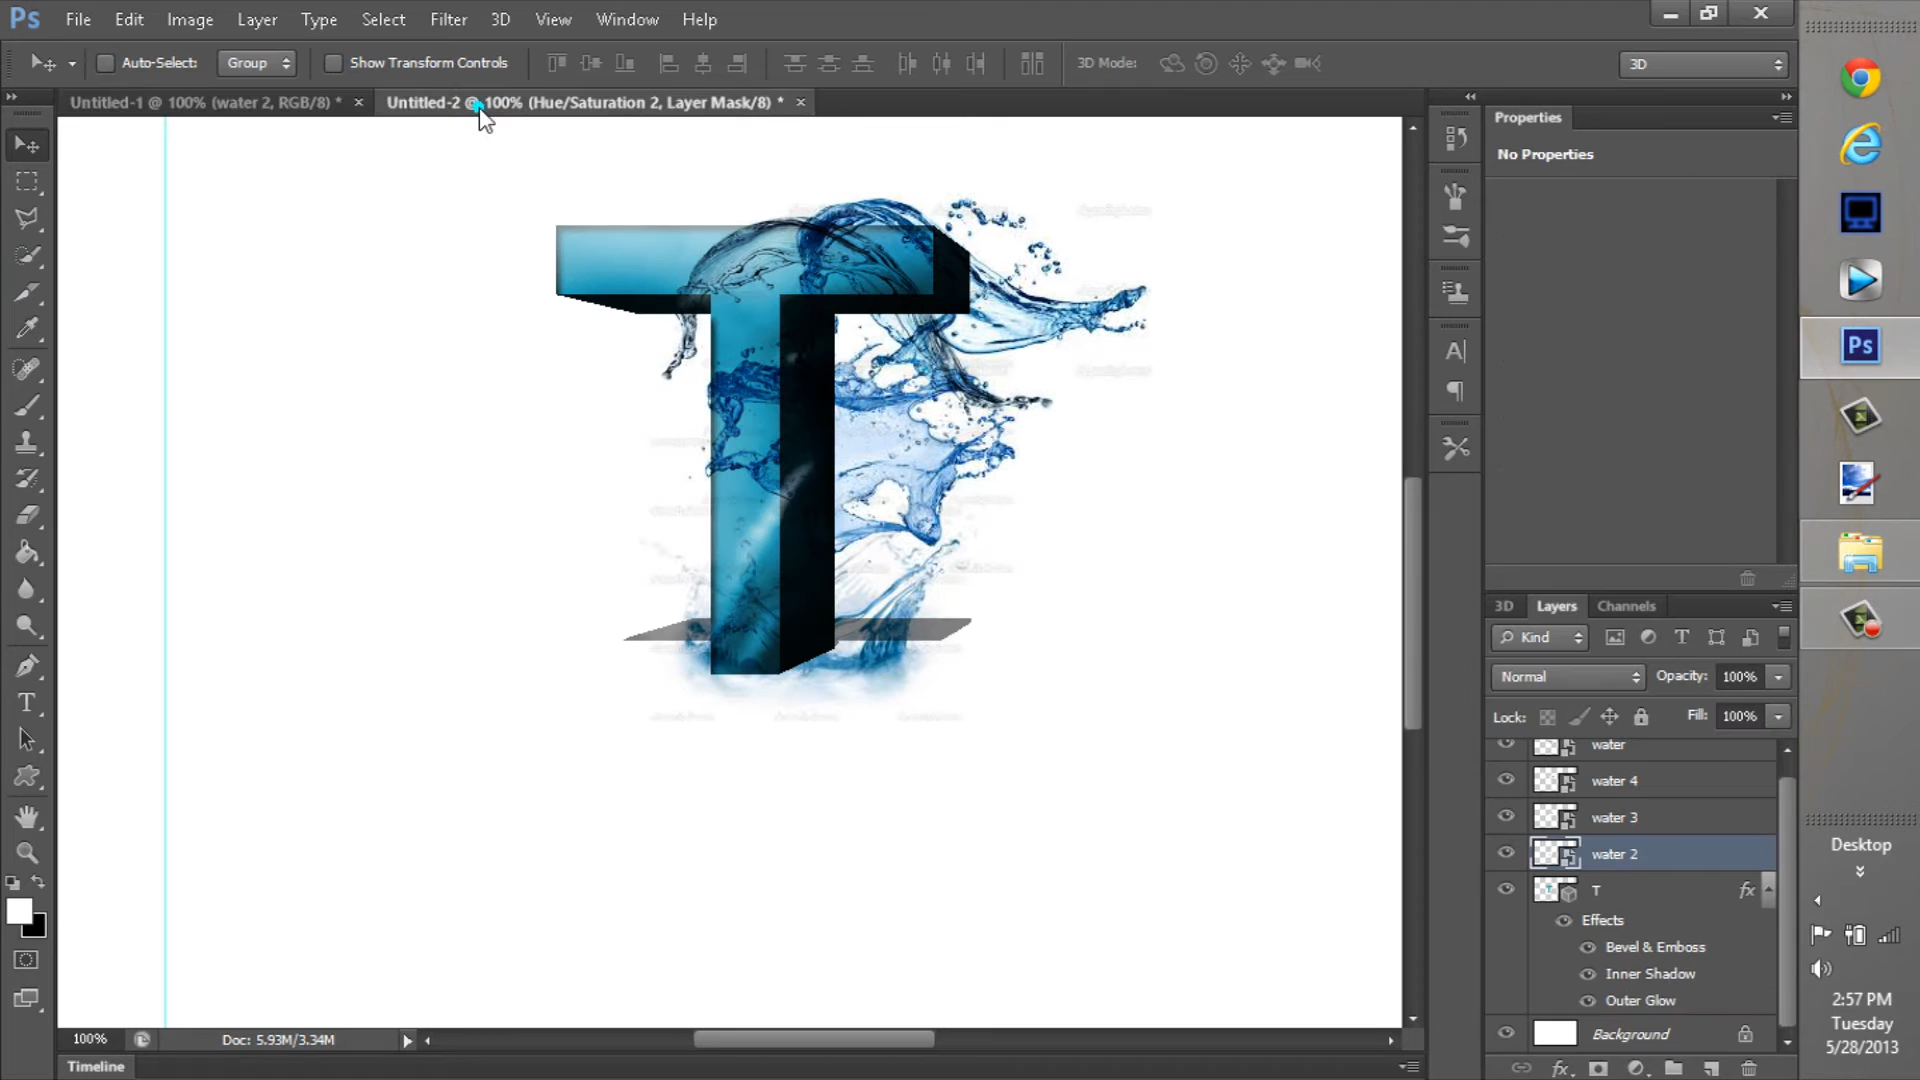 Ps File Edit Image Layer Type Select Filter 3D View Window Help
Auto-Select: Group Show Transform Controls 3D Mode: 3D
Untitled-1 @ 100% (water 2, RGB/8) * × Untitled-2 @ 100% (Hue/Saturation 2, Layer Mask/8) * ×
Properties
No Properties
T
Ps
3D Layers Channels
Kind
Normal Opacity: 100%
Lock: Fill: 100%
water
water 4
water 3
water 2
T fx
Effects
Bevel & Emboss
Inner Shadow
Outer Glow
Background
100% Doc: 5.93M/3.34M
Timeline
Desktop
2:57 PM
Tuesday
5/28/2013